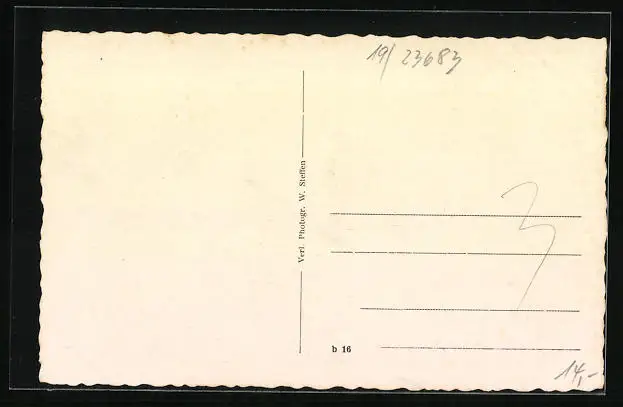 19/ 23683
Verl. Photogr. W. Steffen
3
b 16
14,-